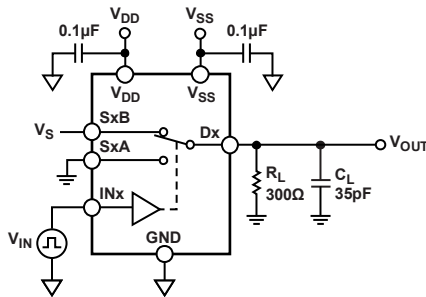 VDD
VSS
0.1µF
0.1µF
VDD
VSS
VS
SxB
SxA
Dx
VOUT
RL
300Ω
CL
35pF
INx
VIN
GND